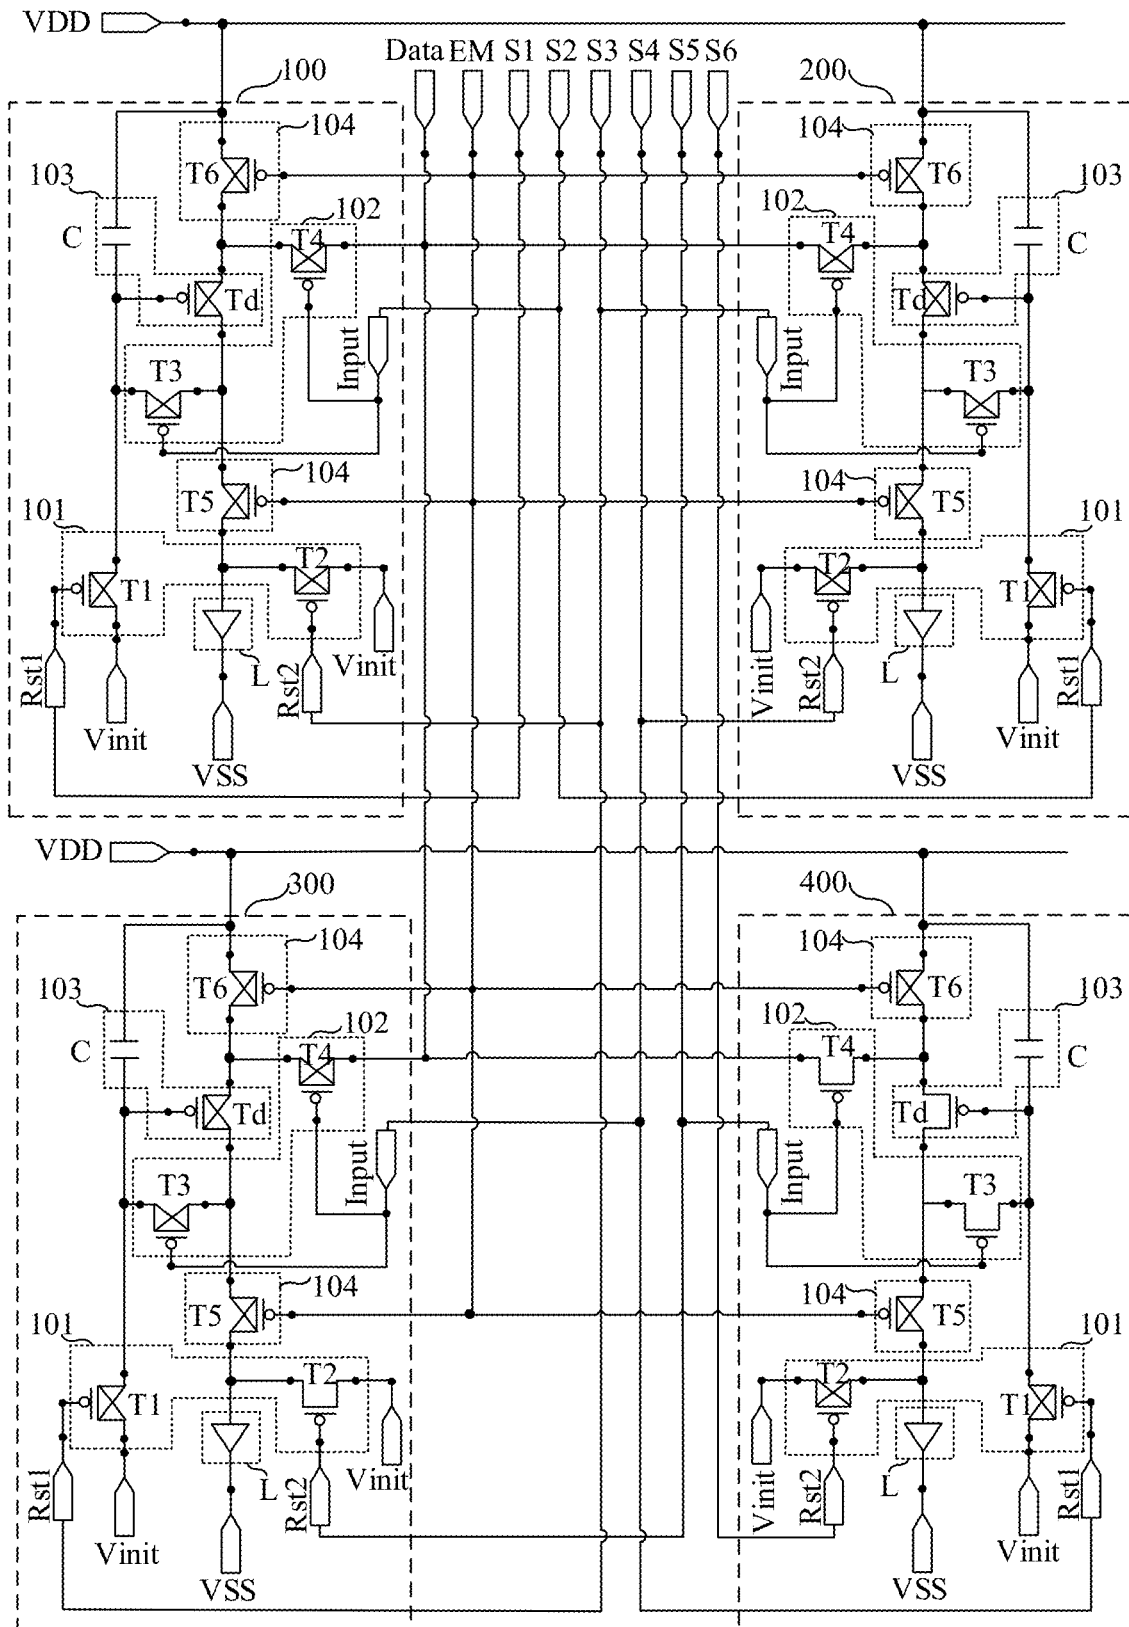 VDD
Data EM S1 S2 S3 S4 S5 S6
100
200
104
104
T6
T6
103
103
102
102
C
T4
T4
C
Td
Td
Input
Input
T3
T3
104
104
T5
T5
101
101
T2
T2
T1
T1
Rst1
Vinit
L
Rst2
Vinit
Vinit
Rst2
L
Vinit
Rst1
VSS
VSS
VDD
300
400
104
104
T6
T6
103
103
102
102
C
T4
T4
C
Td
Td
Input
Input
T3
T3
104
104
T5
T5
101
101
T2
T2
T1
T1
Rst1
Vinit
L
Rst2
Vinit
Vinit
Rst2
L
Vinit
Rst1
VSS
VSS